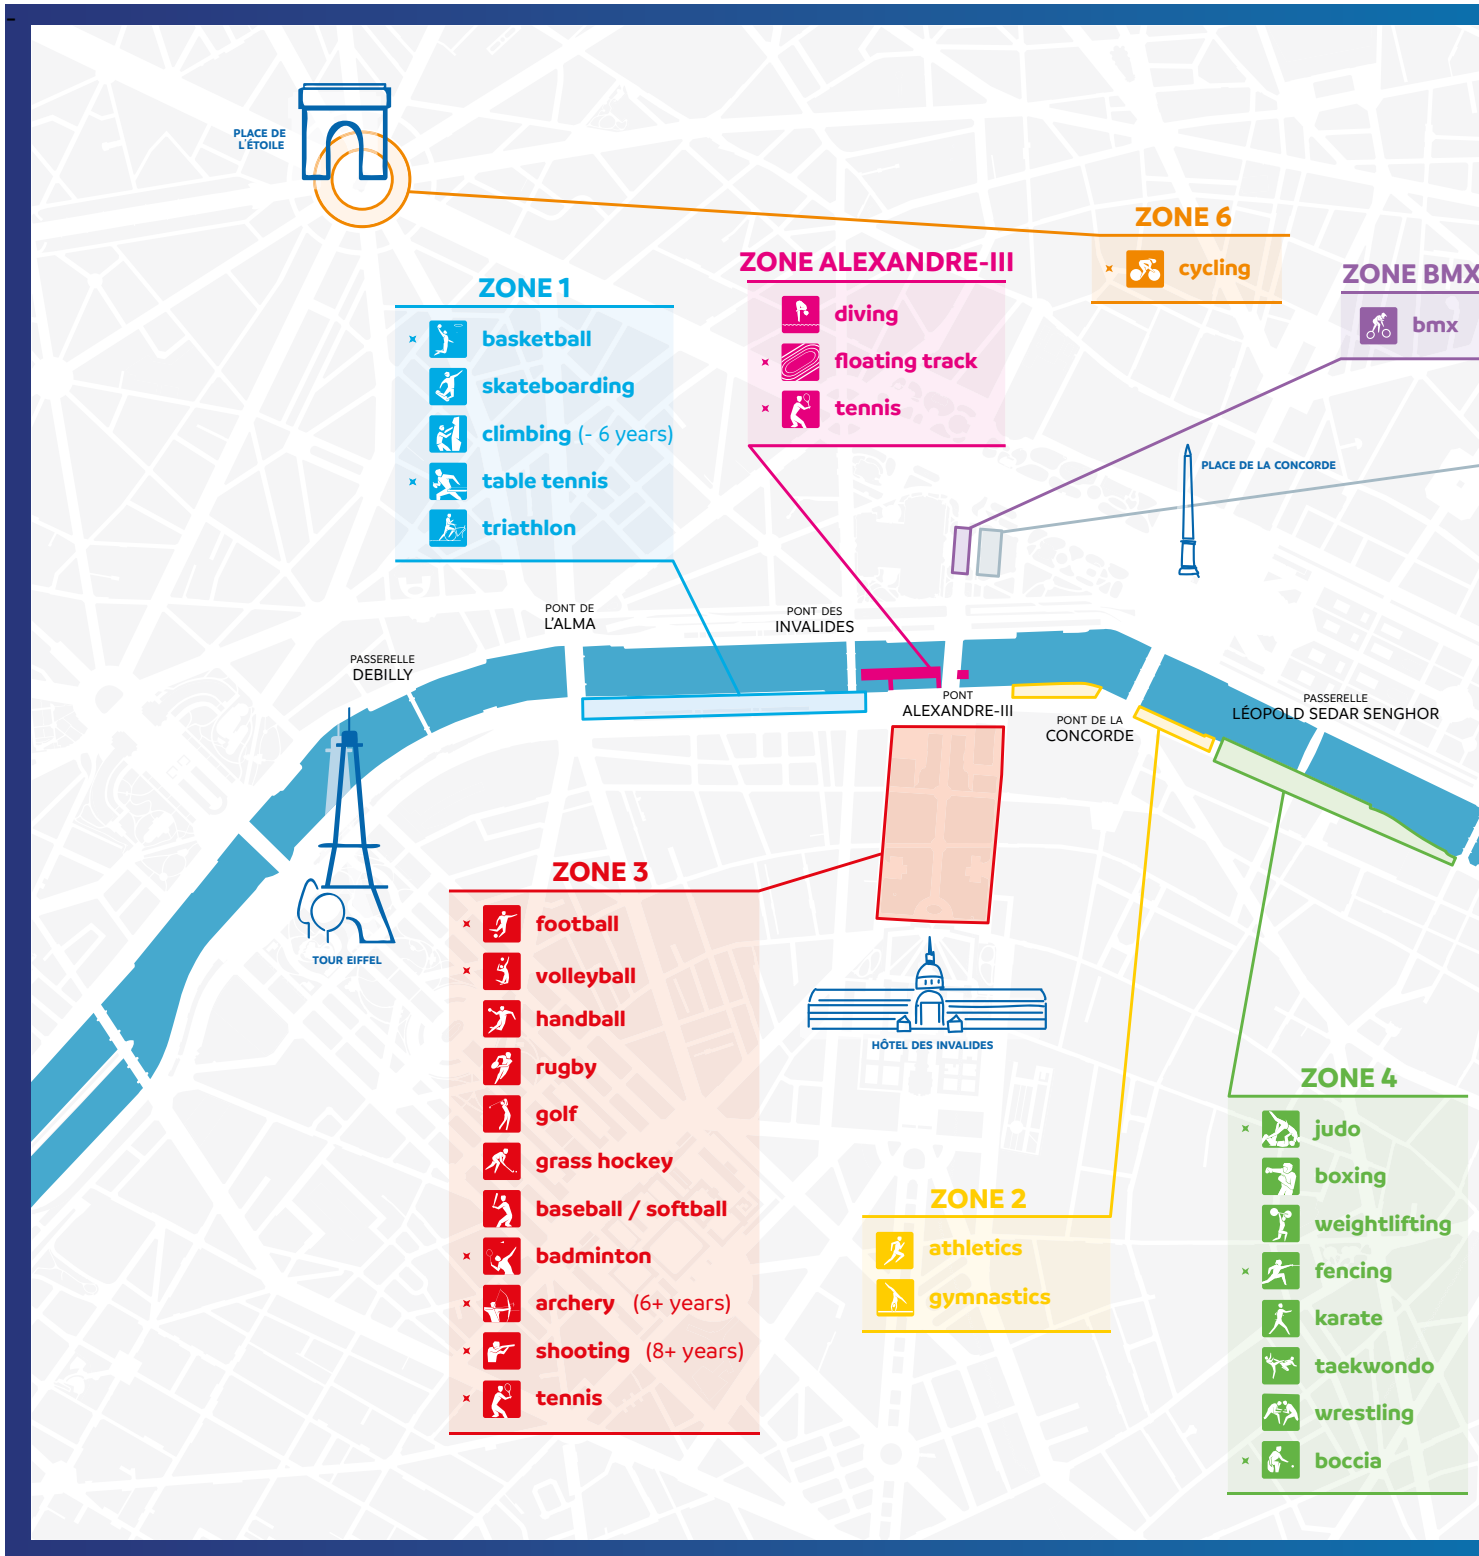 PLACE DE
L'ÉTOILE
ZONE 6
cycling
ZONE ALEXANDRE-III
diving
floating track
tennis
ZONE BMX
bmx
ZONE 1
basketball
skateboarding
climbing (- 6 years)
table tennis
triathlon
PLACE DE LA CONCORDE
PONT DE
L'ALMA
PONT DES
INVALIDES
PASSERELLE
DEBILLY
PONT
ALEXANDRE-III
PONT DE LA
CONCORDE
PASSERELLE
LÉOPOLD SEDAR SENGHOR
TOUR EIFFEL
ZONE 3
football
volleyball
handball
rugby
golf
grass hockey
baseball / softball
badminton
archery (6+ years)
shooting (8+ years)
tennis
HÔTEL DES INVALIDES
ZONE 2
athletics
gymnastics
ZONE 4
judo
boxing
weightlifting
fencing
karate
taekwondo
wrestling
boccia